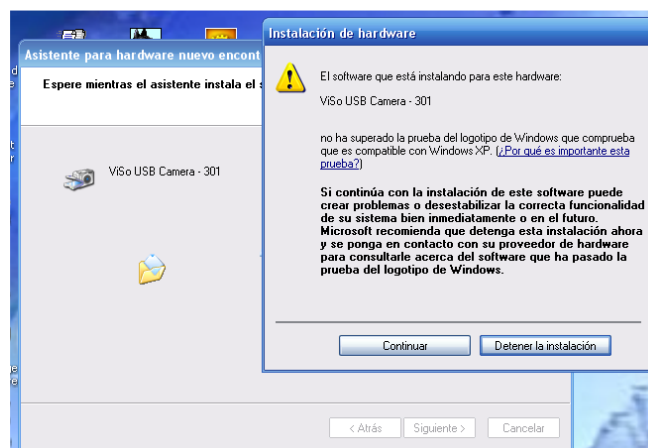 Instalación de hardware
Asistente para hardware nuevo encont
Espere mientras el asistente instala el s
ViSo USB Camera - 301
El software que está instalando para este hardware:
ViSo USB Camera - 301
no ha superado la prueba del logotipo de Windows que comprueba
que es compatible con Windows XP. (¿Por qué es importante esta
prueba?)
Si continúa con la instalación de este software puede
crear problemas o desestabilizar la correcta funcionalidad
de su sistema bien inmediatamente o en el futuro.
Microsoft recomienda que detenga esta instalación ahora
y se ponga en contacto con su proveedor de hardware
para consultarle acerca del software que ha pasado la
prueba del logotipo de Windows.
Continuar
Detener la instalación
< Atrás
Siguiente >
Cancelar